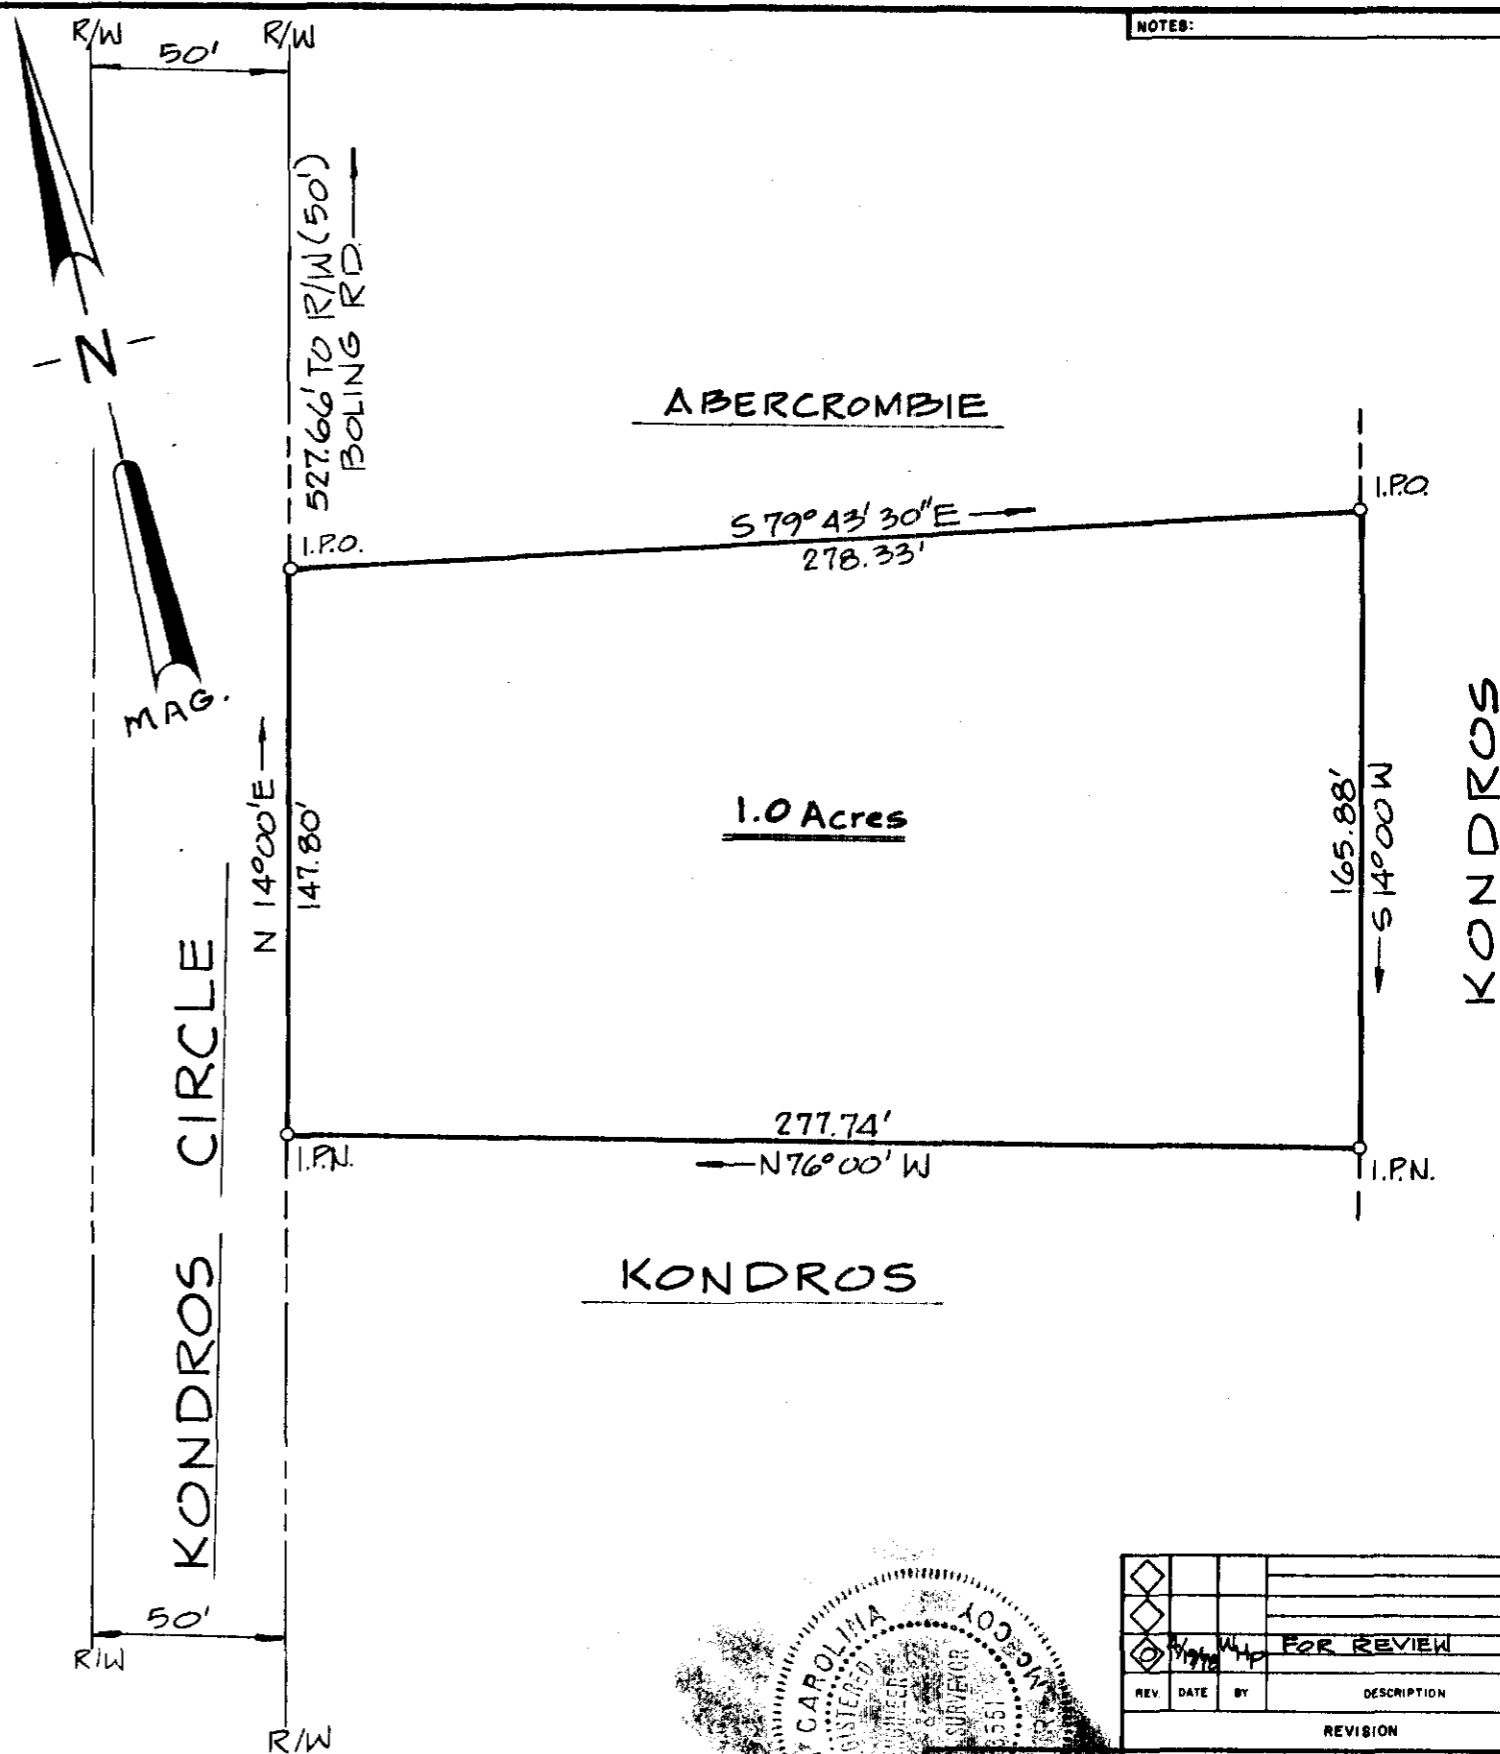 NOTES:
R/W
R/W
50'
527.66' TO R/W (50')
BOLING RD
N
MAG.
ABERCROMBIE
I.P.O.
I.P.O.
S 79° 43' 30" E
278.33'
N 14°00' E
147.80'
1.0 Acres
165.88'
S 14°00 W
KONDROS
277.74'
N 76° 00' W
I.P.N.
I.P.N.
KONDROS
KONDROS CIRCLE
50'
R/W
R/W
CAROLINA
MC COY
SURVEYOR
FOR REVIEW
REV. DATE BY DESCRIPTION
REVISION